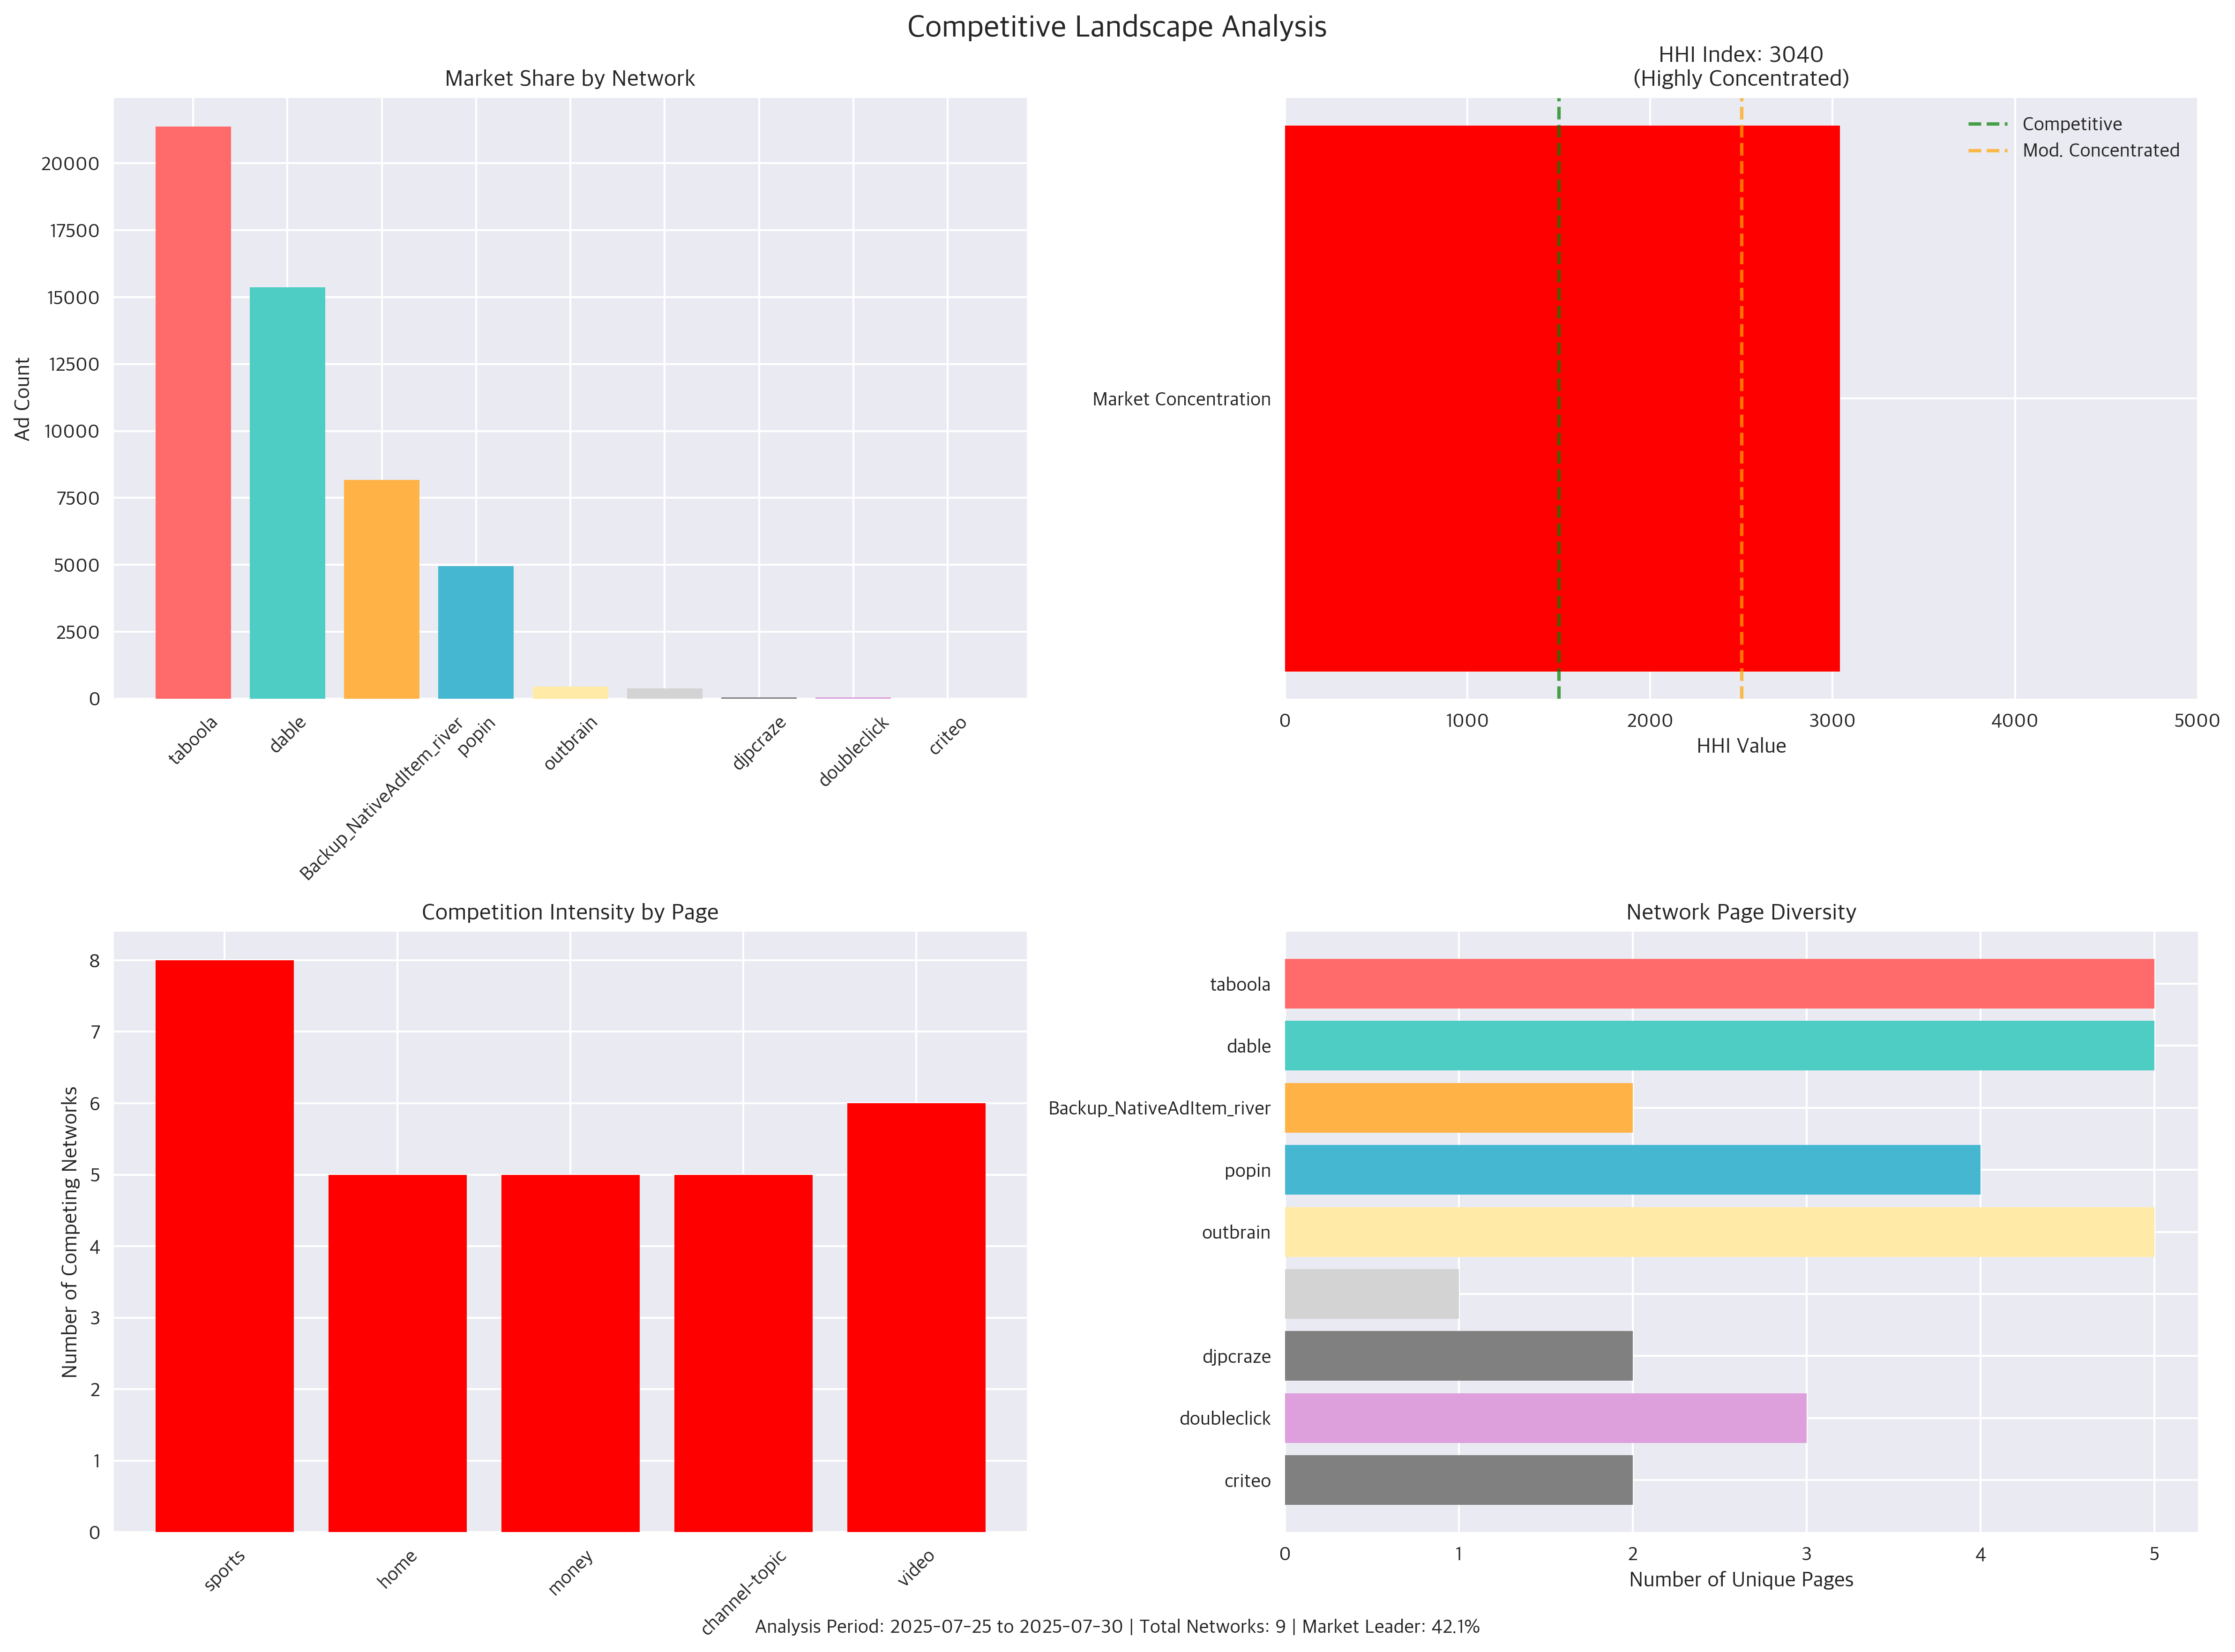 Competitive Landscape Analysis
Market Share by Network
Ad Count
20000
17500
15000
12500
10000
7500
5000
2500
0
taboola
dable
Backup_NativeAdItem_river
popin
outbrain
djpcraze
doubleclick
criteo
HHI Index: 3040
(Highly Concentrated)
Competitive
Mod. Concentrated
Market Concentration
0 1000 2000 3000 4000 5000
HHI Value
Competition Intensity by Page
Number of Competing Networks
8
7
6
5
4
3
2
1
0
sports
home
money
channel-topic
video
Network Page Diversity
taboola
dable
Backup_NativeAdItem_river
popin
outbrain
djpcraze
doubleclick
criteo
0 1 2 3 4 5
Number of Unique Pages
Analysis Period: 2025-07-25 to 2025-07-30 | Total Networks: 9 | Market Leader: 42.1%